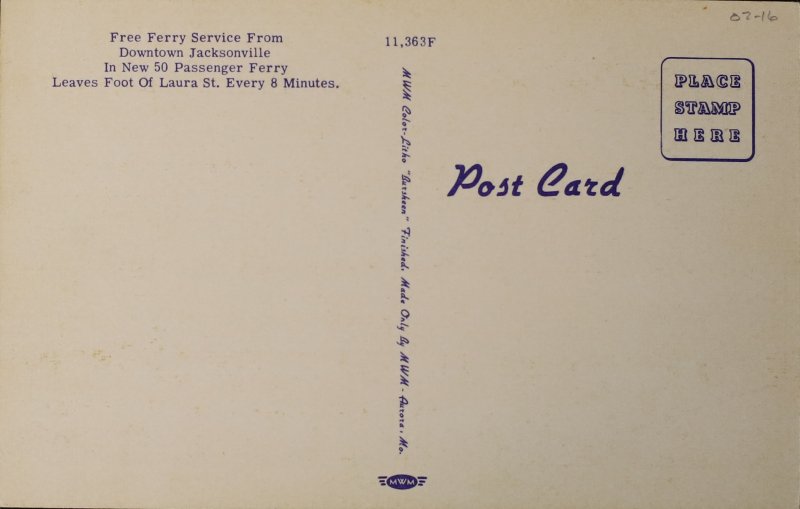 Free Ferry Service From
Downtown Jacksonville
In New 50 Passenger Ferry
Leaves Foot Of Laura St. Every 8 Minutes.
11,363F
MWM Color-Litho "Varsheen" Finished. Made Only By MWM - Aurora, Mo.
MWM
07-16
PLACE
STAMP
HERE
Post Card